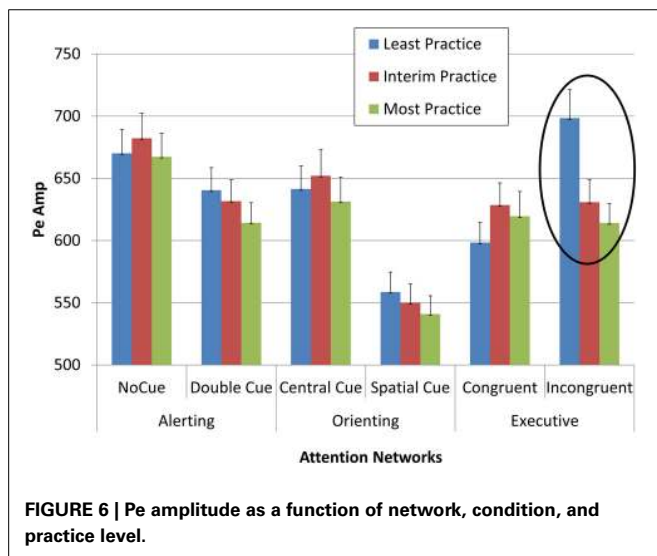 750
700
650
600
550
500
Pe Amp
Least Practice
Interim Practice
Most Practice
NoCue Double Cue Central Cue Spatial Cue Congruent Incongruent
Alerting Orienting Executive
Attention Networks
FIGURE 6 | Pe amplitude as a function of network, condition, and
practice level.